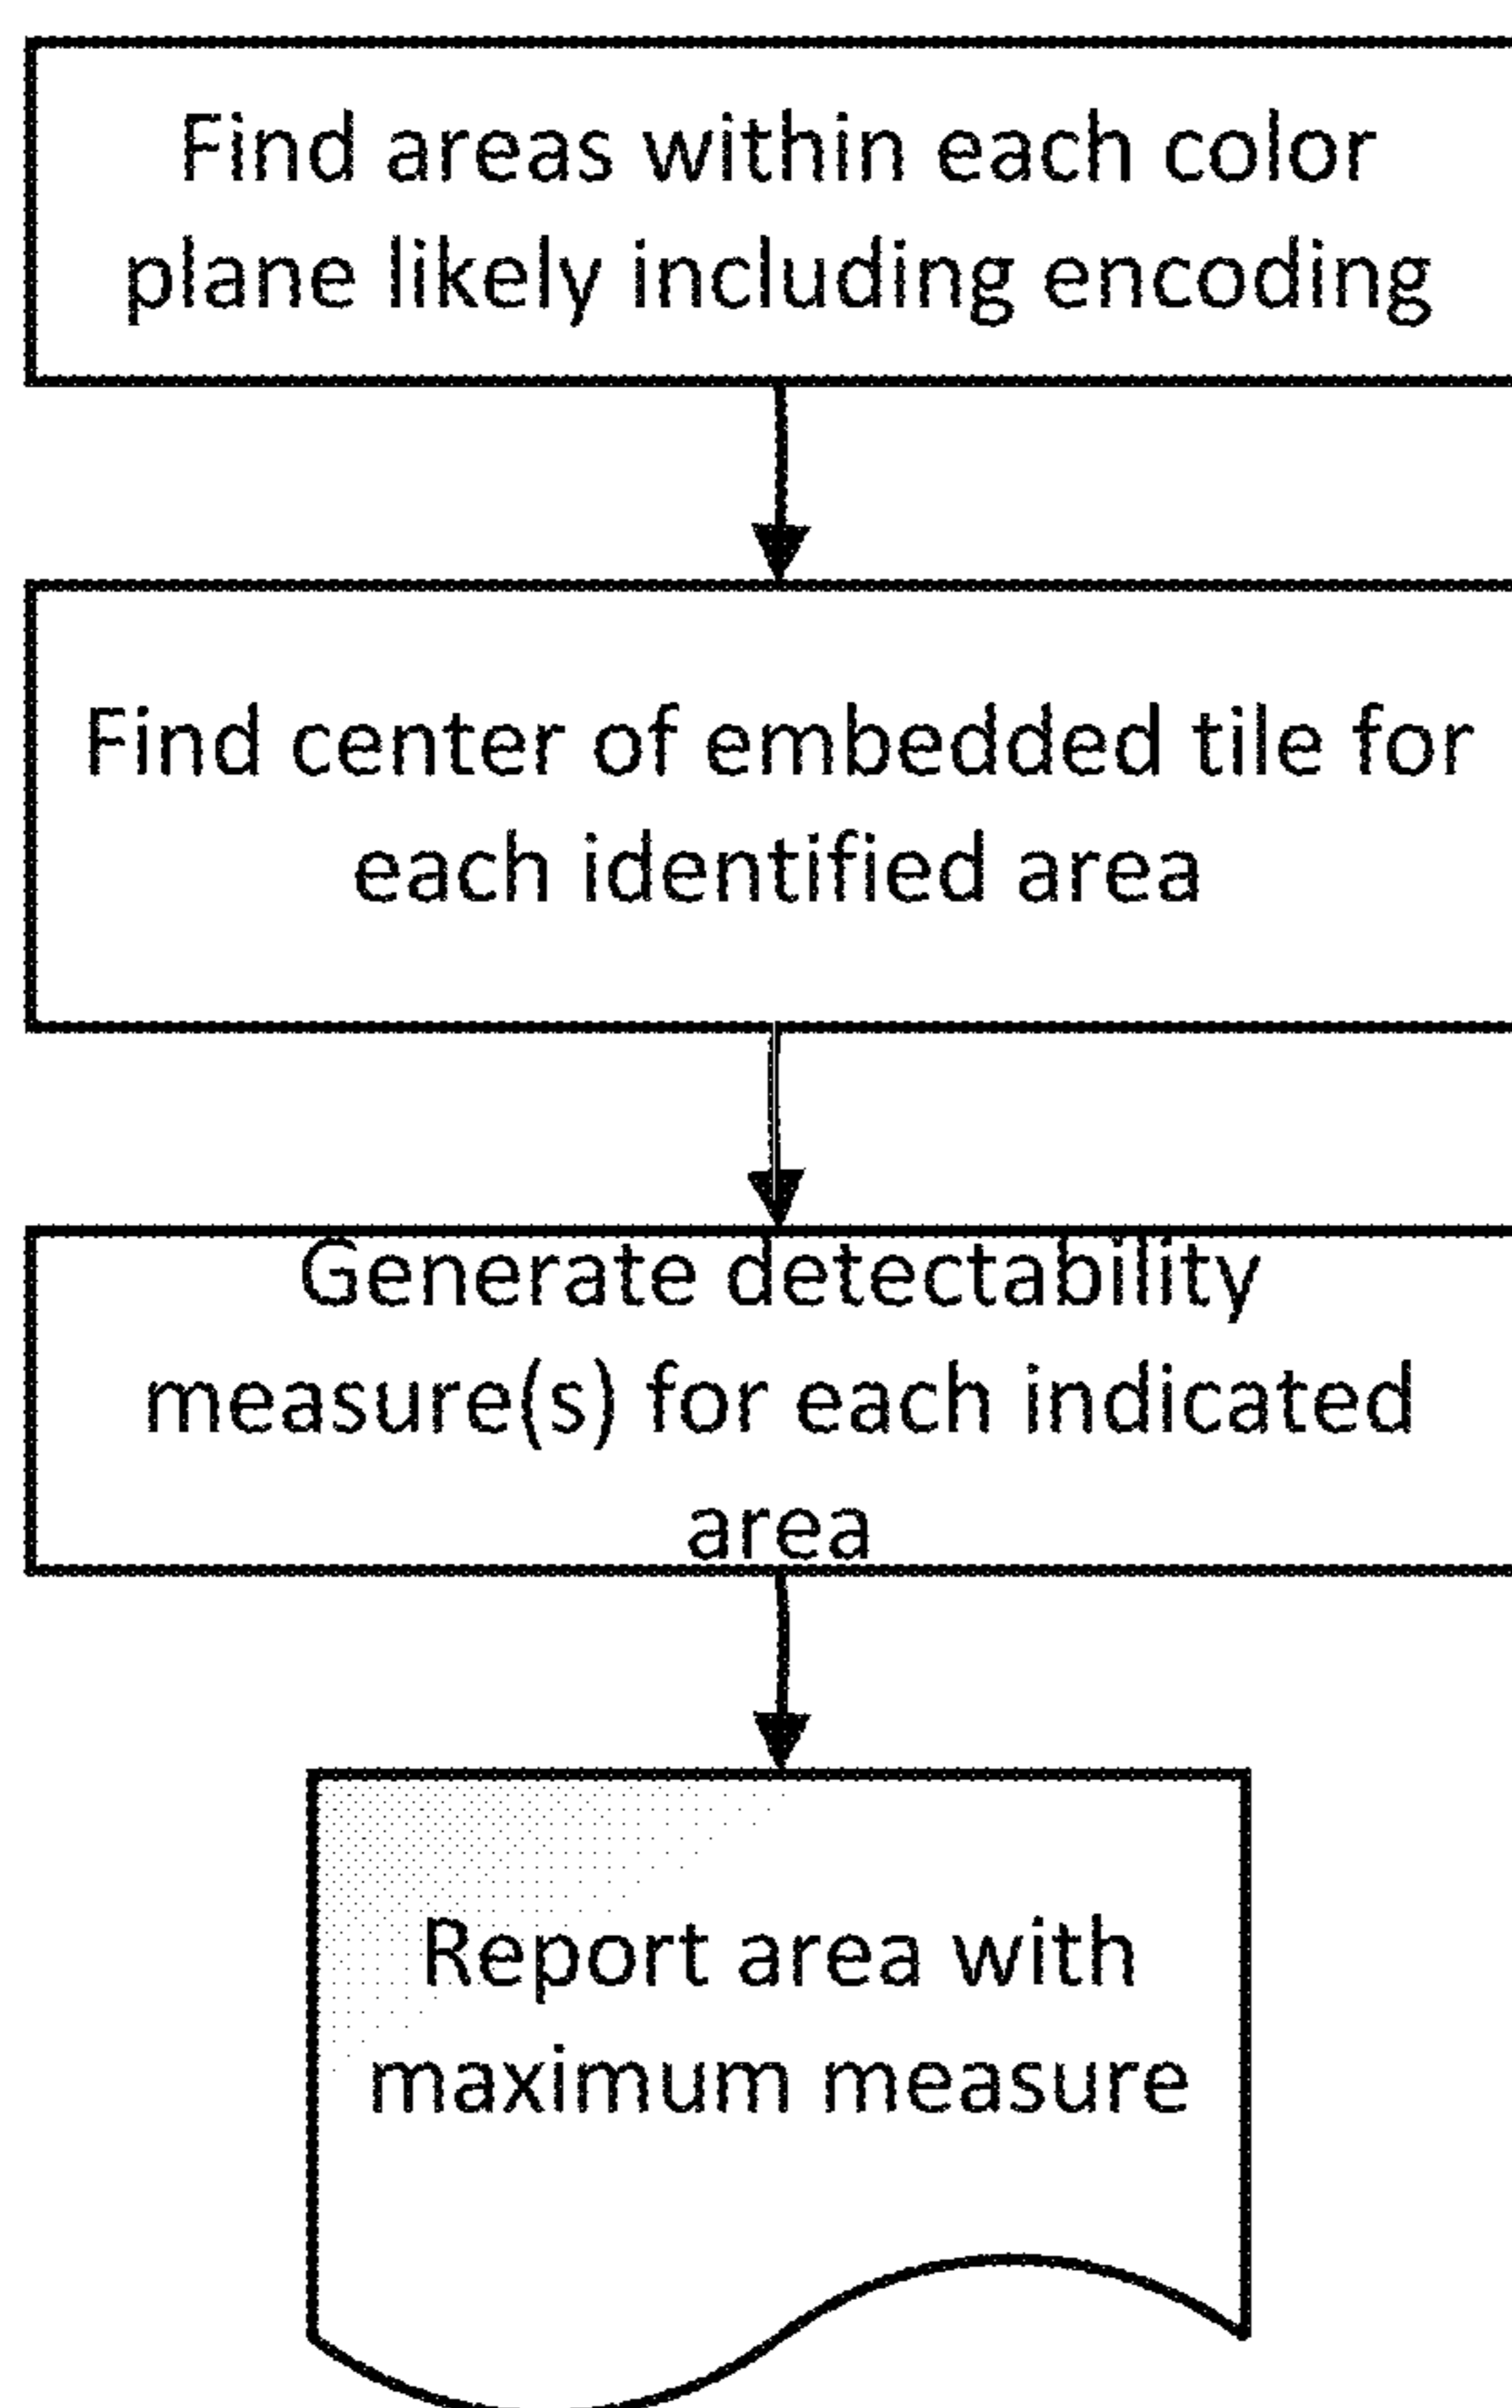 Find areas within each color
plane likely including encoding
Find center of embedded tile for
each identified area
Generate detectability
measure(s) for each indicated
area
Report area with
maximum measure